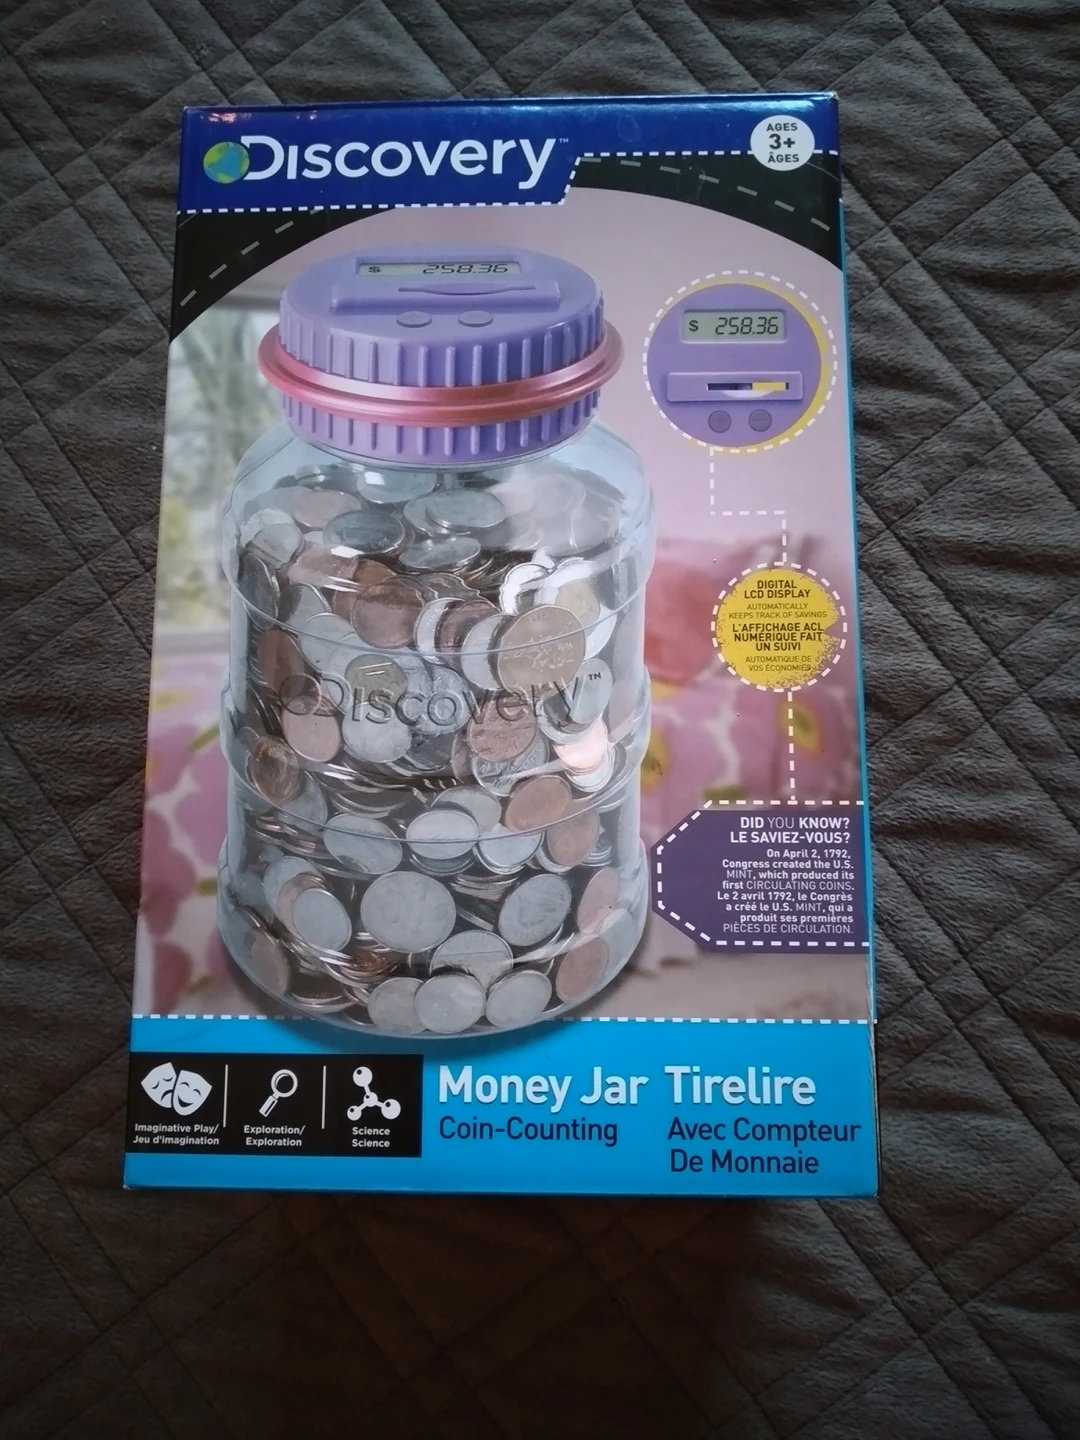 Discovery™
AGES
3+
ÂGES
$ 258.36
$ 258.36
DIGITAL
LCD DISPLAY
AUTOMATICALLY
KEEPS TRACK OF SAVINGS
L'AFFICHAGE ACL
NUMÉRIQUE FAIT
UN SUIVI
AUTOMATIQUE DE
VOS ÉCONOMIES
Discovery™
DID YOU KNOW?
LE SAVIEZ-VOUS?
On April 2, 1792,
Congress created the U.S.
MINT, which produced its
first CIRCULATING COINS.
Le 2 avril 1792, le Congrès
a créé le U.S. MINT, qui a
produit ses premières
PIÈCES DE CIRCULATION.
Imaginative Play/
Jeu d'imagination
Exploration/
Exploration
Science
Science
Money Jar
Coin-Counting
Tirelire
Avec Compteur
De Monnaie